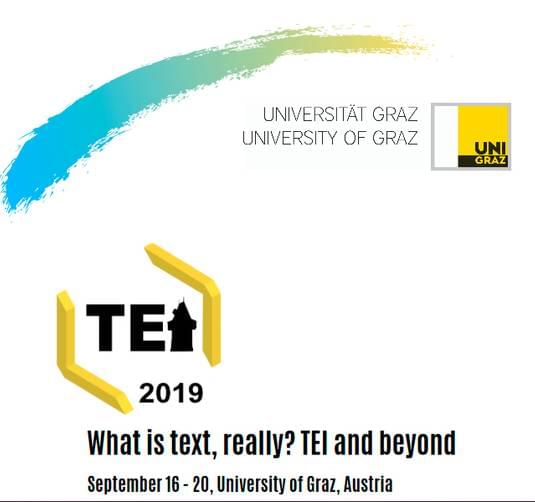 UNIVERSITÄT GRAZ
UNIVERSITY OF GRAZ
UNI
GRAZ
TEI
2019
What is text, really? TEI and beyond
September 16 - 20, University of Graz, Austria